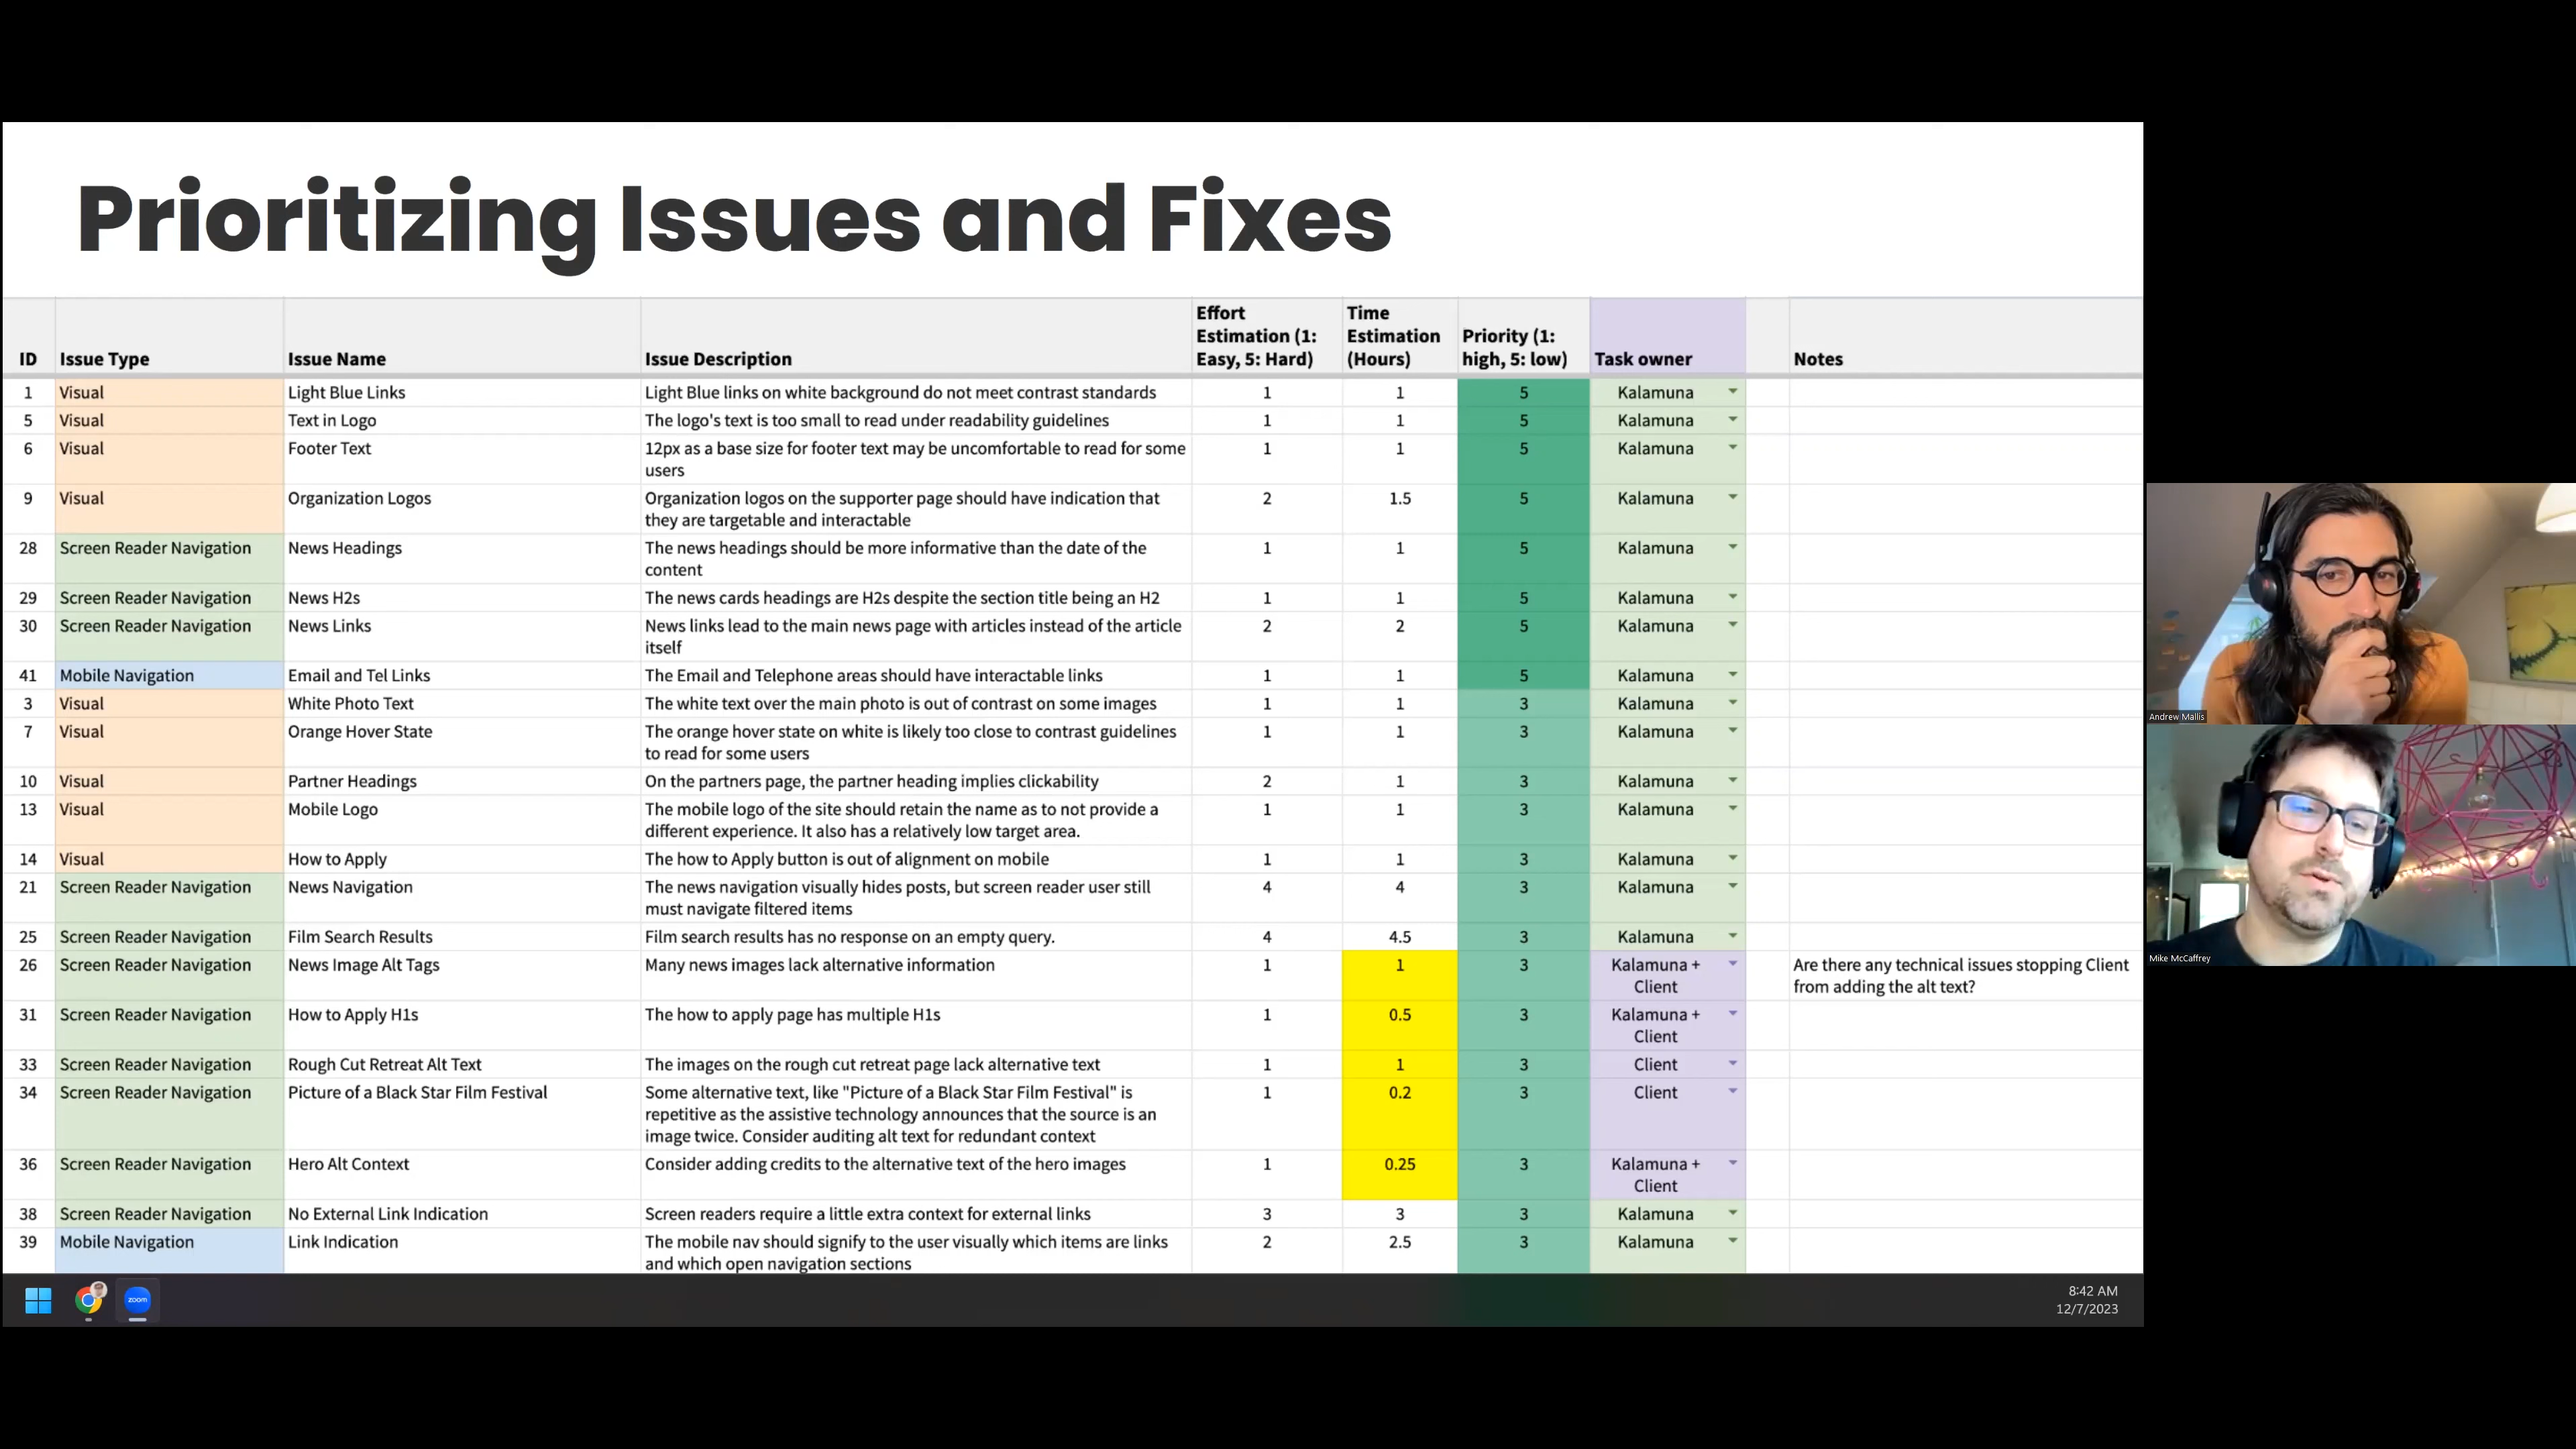 Prioritizing Issues and Fixes
ID Issue Type Issue Name Issue Description Effort Estimation (1: Easy, 5: Hard) Time Estimation (Hours) Priority (1: high, 5: low) Task owner Notes
1 Visual Light Blue Links Light Blue links on white background do not meet contrast standards 1 1 5 Kalamuna
5 Visual Text in Logo The logo's text is too small to read under readability guidelines 1 1 5 Kalamuna
6 Visual Footer Text 12px as a base size for footer text may be uncomfortable to read for some users 1 1 5 Kalamuna
9 Visual Organization Logos Organization logos on the supporter page should have indication that they are targetable and interactable 2 1.5 5 Kalamuna
28 Screen Reader Navigation News Headings The news headings should be more informative than the date of the content 1 1 5 Kalamuna
29 Screen Reader Navigation News H2s The news cards headings are H2s despite the section title being an H2 1 1 5 Kalamuna
30 Screen Reader Navigation News Links News links lead to the main news page with articles instead of the article itself 2 2 5 Kalamuna
41 Mobile Navigation Email and Tel Links The Email and Telephone areas should have interactable links 1 1 5 Kalamuna
3 Visual White Photo Text The white text over the main photo is out of contrast on some images 1 1 3 Kalamuna
7 Visual Orange Hover State The orange hover state on white is likely too close to contrast guidelines to read for some users 1 1 3 Kalamuna
10 Visual Partner Headings On the partners page, the partner heading implies clickability 2 1 3 Kalamuna
13 Visual Mobile Logo The mobile logo of the site should retain the name as to not provide a different experience. It also has a relatively low target area. 1 1 3 Kalamuna
14 Visual How to Apply The how to Apply button is out of alignment on mobile 1 1 3 Kalamuna
21 Screen Reader Navigation News Navigation The news navigation visually hides posts, but screen reader user still must navigate filtered items 4 4 3 Kalamuna
25 Screen Reader Navigation Film Search Results Film search results has no response on an empty query. 4 4.5 3 Kalamuna
26 Screen Reader Navigation News Image Alt Tags Many news images lack alternative information 1 1 3 Kalamuna + Client Are there any technical issues stopping Client from adding the alt text?
31 Screen Reader Navigation How to Apply H1s The how to apply page has multiple H1s 1 0.5 3 Kalamuna + Client
33 Screen Reader Navigation Rough Cut Retreat Alt Text The images on the rough cut retreat page lack alternative text 1 1 3 Client
34 Screen Reader Navigation Picture of a Black Star Film Festival Some alternative text, like "Picture of a Black Star Film Festival" is repetitive as the assistive technology announces that the source is an image twice. Consider auditing alt text for redundant context 1 0.2 3 Client
36 Screen Reader Navigation Hero Alt Context Consider adding credits to the alternative text of the hero images 1 0.25 3 Kalamuna + Client
38 Screen Reader Navigation No External Link Indication Screen readers require a little extra context for external links 3 3 3 Kalamuna
39 Mobile Navigation Link Indication The mobile nav should signify to the user visually which items are links and which open navigation sections 2 2.5 3 Kalamuna
zoom
8:42 AM
12/7/2023
Andrew Mallis
Mike McCaffrey